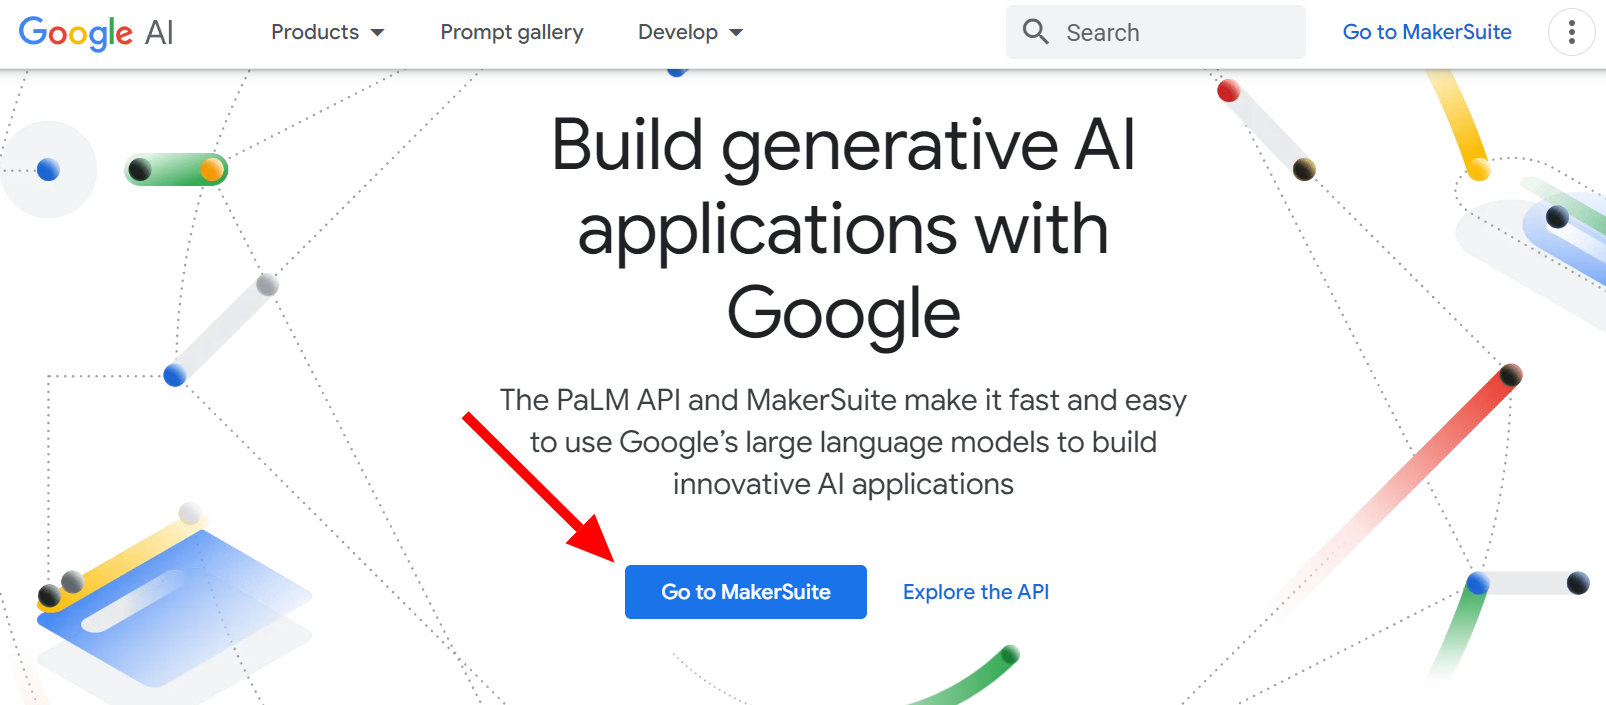 Google AI
Products
Prompt gallery
Develop
Search
Go to MakerSuite
Build generative AI
applications with
Google
The PaLM API and MakerSuite make it fast and easy
to use Google’s large language models to build
innovative AI applications
Go to MakerSuite
Explore the API